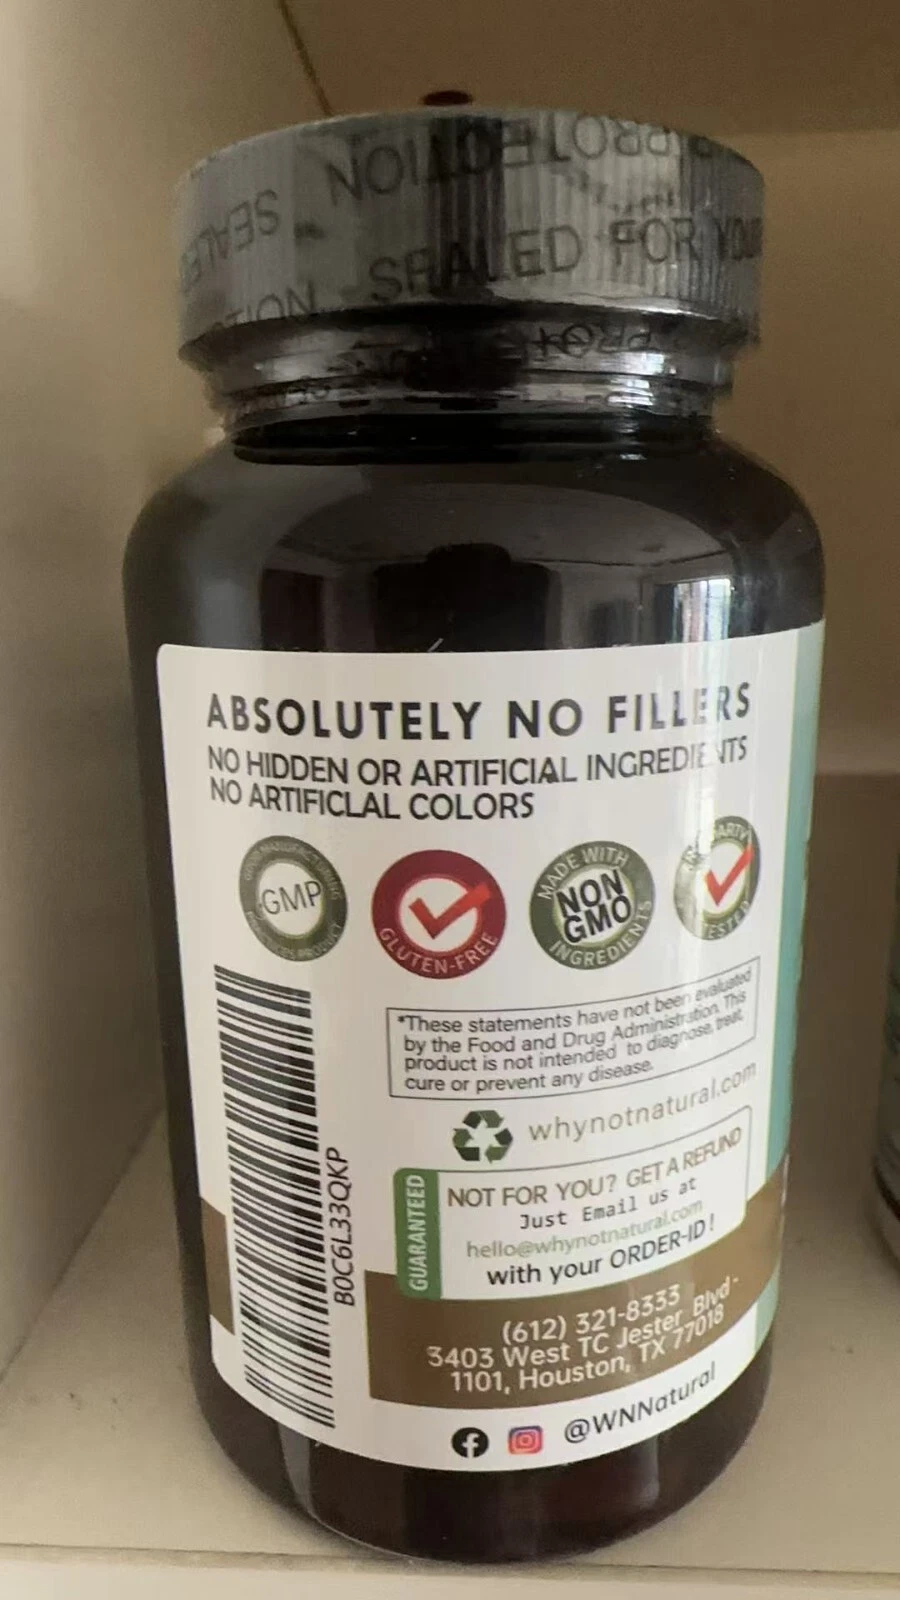 PROTECTION
SEALED
SEALED FOR YOUR
ABSOLUTELY NO FILLERS
NO HIDDEN OR ARTIFICIAL INGREDIENTS
NO ARTIFICLAL COLORS
GOOD MANUFACTURING
GMP
GLUTEN-FREE
MADE WITH
NON
GMO
INGREDIENTS
PARTY
TESTED
*These statements have not been evaluated
by the Food and Drug Administration. This
product is not intended to diagnose, treat,
cure or prevent any disease.
whynotnatural.com
GUARANTEED
NOT FOR YOU? GET A REFUND
Just Email us at
hello@whynotnatural.com
with your ORDER-ID!
B0C6L33QKP
(612) 321-8333
3403 West TC Jester Blvd -
1101, Houston, TX 77018
@WNNatural